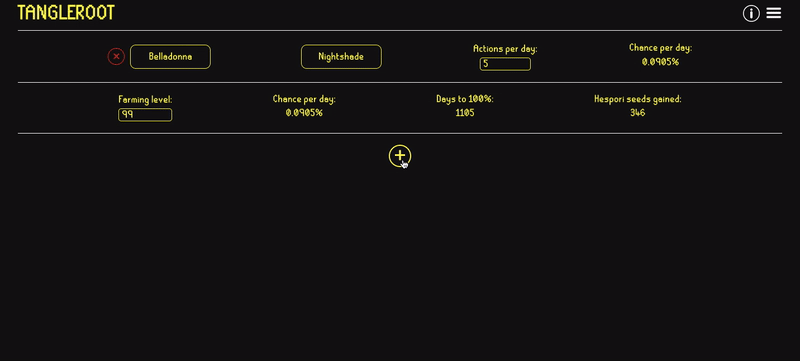 TANGLEROOT
Belladonna
Nightshade
Actions per day:
5
Chance per day:
0.0905%
Farming level:
99
Chance per day:
0.0905%
Days to 100%:
1105
Hespori seeds gained:
346